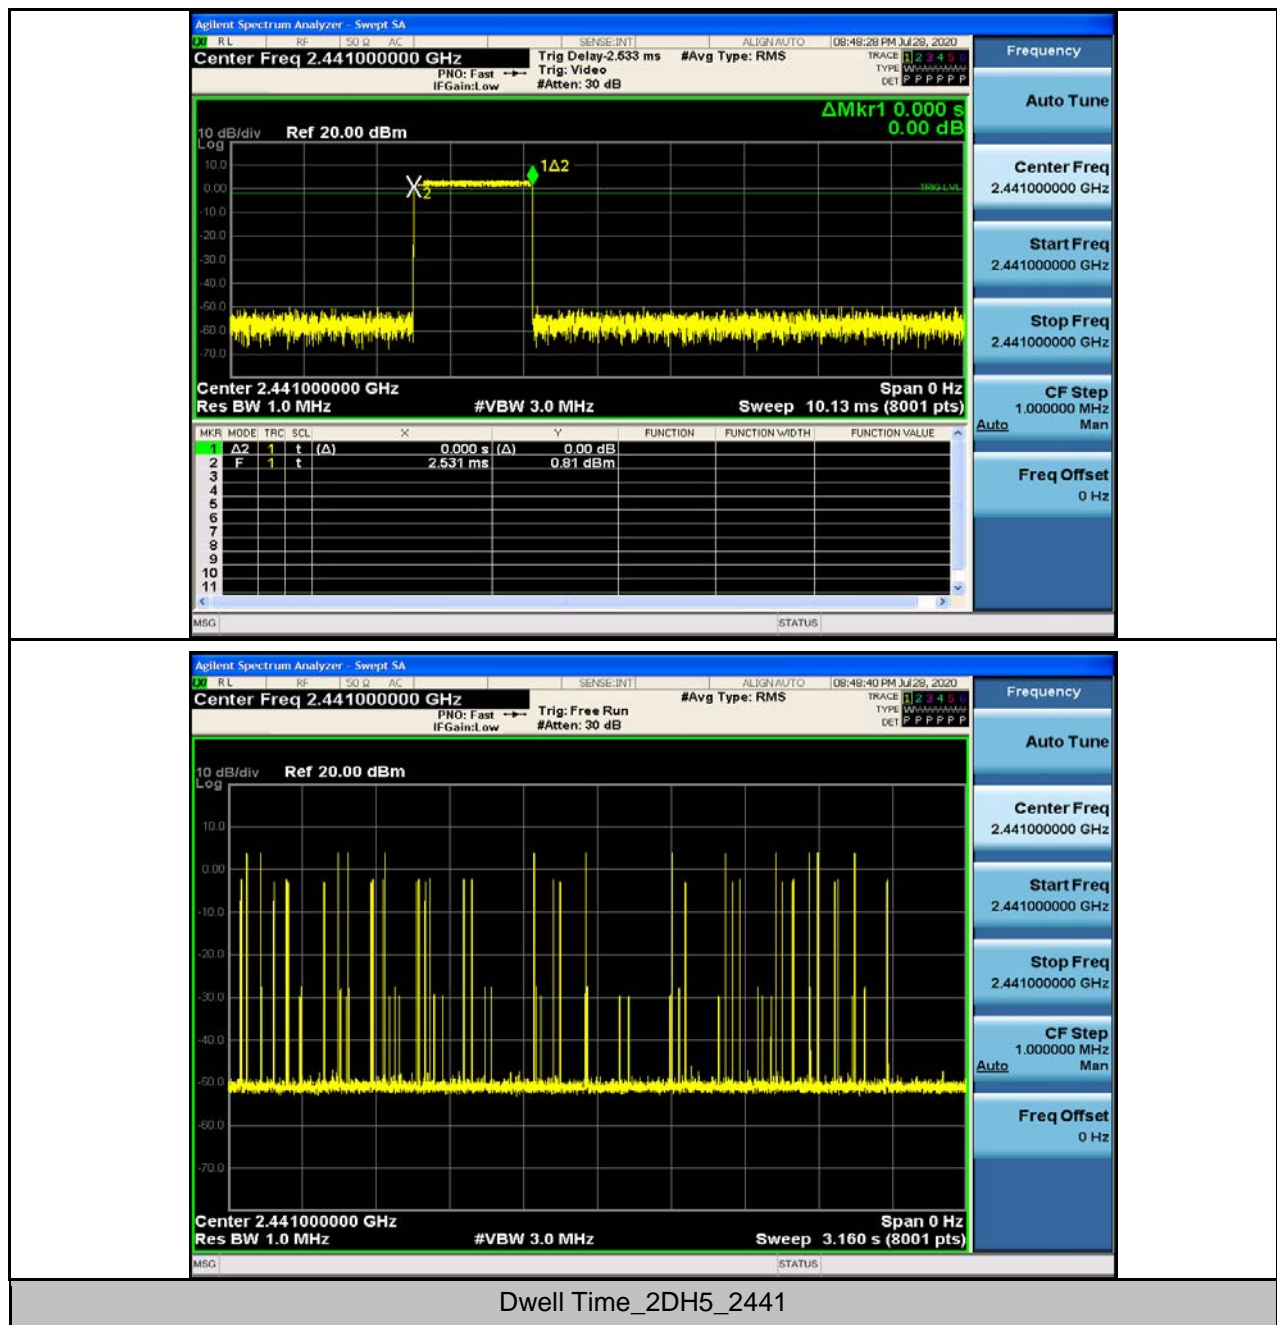 Agilent Spectrum Analyzer - Swept SA
RL RF 50 Ω AC SENSE:INT ALIGN AUTO 08:48:28 PM Jul 28, 2020
Center Freq 2.441000000 GHz Trig Delay-2.633 ms #Avg Type: RMS TRACE 1 2 3 4 5 6
PNO: Fast Trig: Video TYPE
IFGain:Low #Atten: 30 dB DET P P P P P P
ΔMkr1 0.000 s
0.00 dB
10 dB/div Ref 20.00 dBm
Log
10.0
1Δ2
0.00
2
TRIG LVL
-10.0
-20.0
-30.0
-40.0
-50.0
-60.0
-70.0
Center 2.441000000 GHz Span 0 Hz
Res BW 1.0 MHz #VBW 3.0 MHz Sweep 10.13 ms (8001 pts)
MKR MODE TRC SCL X Y FUNCTION FUNCTION WIDTH FUNCTION VALUE
1 Δ2 1 t (Δ) 0.000 s (Δ) 0.00 dB
2 F 1 t 2.531 ms 0.81 dBm
3
4
5
6
7
8
9
10
11
MSG STATUS
Frequency
Auto Tune
Center Freq
2.441000000 GHz
Start Freq
2.441000000 GHz
Stop Freq
2.441000000 GHz
CF Step
1.000000 MHz
Auto Man
Freq Offset
0 Hz
Agilent Spectrum Analyzer - Swept SA
RL RF 50 Ω AC SENSE:INT ALIGN AUTO 08:48:40 PM Jul 28, 2020
Center Freq 2.441000000 GHz #Avg Type: RMS TRACE 1 2 3 4 5 6
PNO: Fast Trig: Free Run TYPE
IFGain:Low #Atten: 30 dB DET P P P P P P
10 dB/div Ref 20.00 dBm
Log
10.0
0.00
-10.0
-20.0
-30.0
-40.0
-50.0
-60.0
-70.0
Center 2.441000000 GHz Span 0 Hz
Res BW 1.0 MHz #VBW 3.0 MHz Sweep 3.160 s (8001 pts)
MSG STATUS
Frequency
Auto Tune
Center Freq
2.441000000 GHz
Start Freq
2.441000000 GHz
Stop Freq
2.441000000 GHz
CF Step
1.000000 MHz
Auto Man
Freq Offset
0 Hz
Dwell Time_2DH5_2441